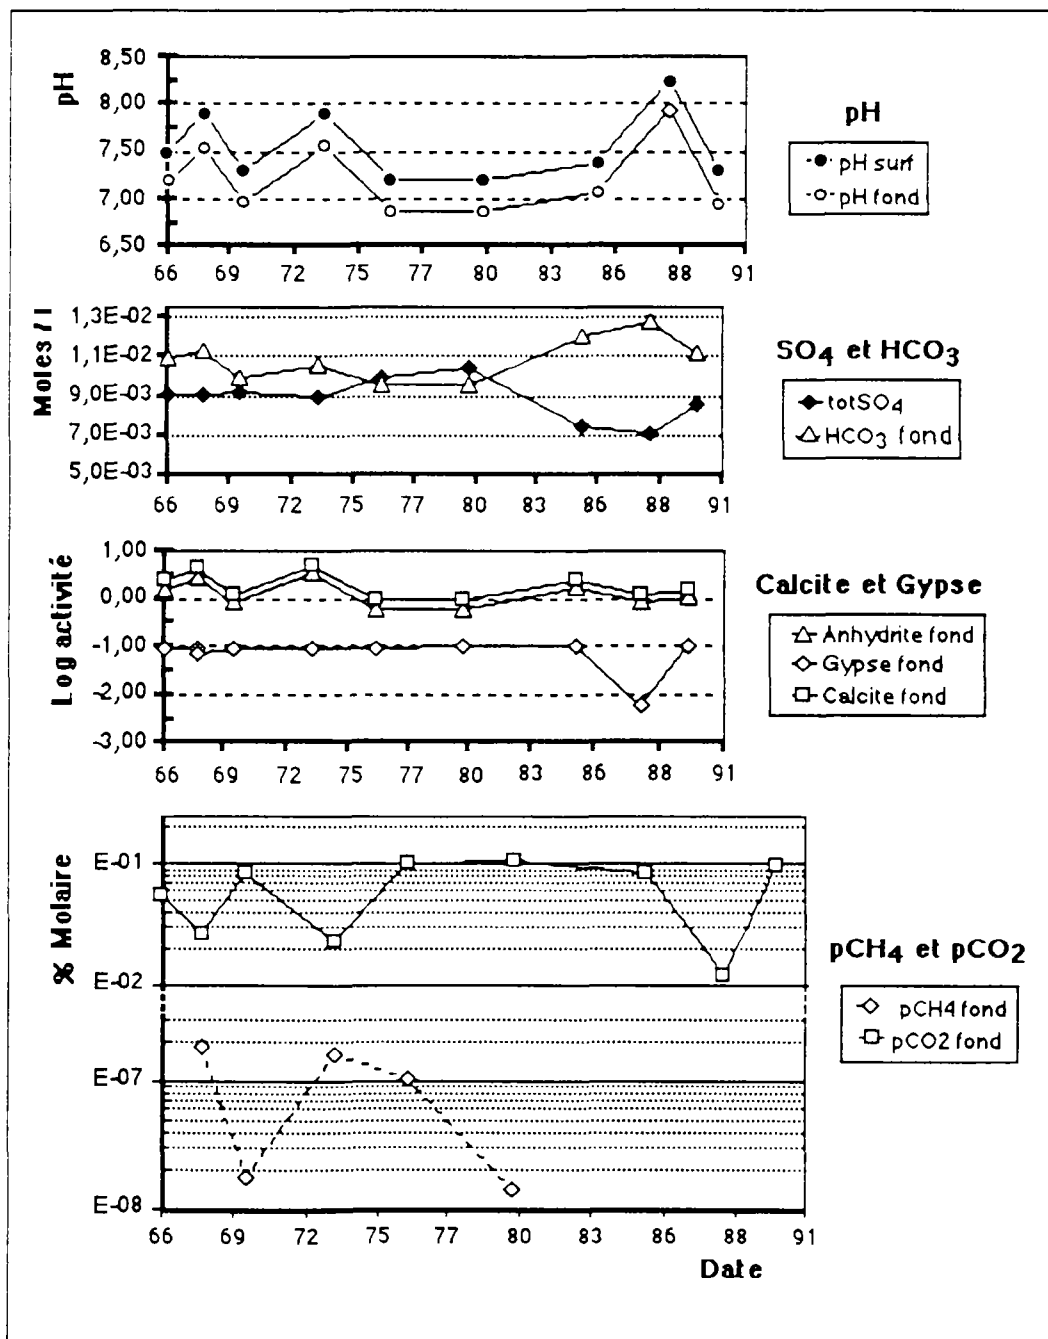 pH
8,50
8,00
7,50
7,00
6,50
66 69 72 75 77 80 83 86 88 91
pH
pH surf
pH fond
Moles / l
1,3E-02
1,1E-02
9,0E-03
7,0E-03
5,0E-03
66 69 72 75 77 80 83 86 88 91
SO4 et HCO3
totSO4
HCO3 fond
Log activité
1,00
0,00
-1,00
-2,00
-3,00
66 69 72 75 77 80 83 86 88 91
Calcite et Gypse
Anhydrite fond
Gypse fond
Calcite fond
% Molaire
E-01
E-02
E-07
E-08
66 69 72 75 77 80 83 86 88 91
Date
pCH4 et pCO2
pCH4 fond
pCO2 fond